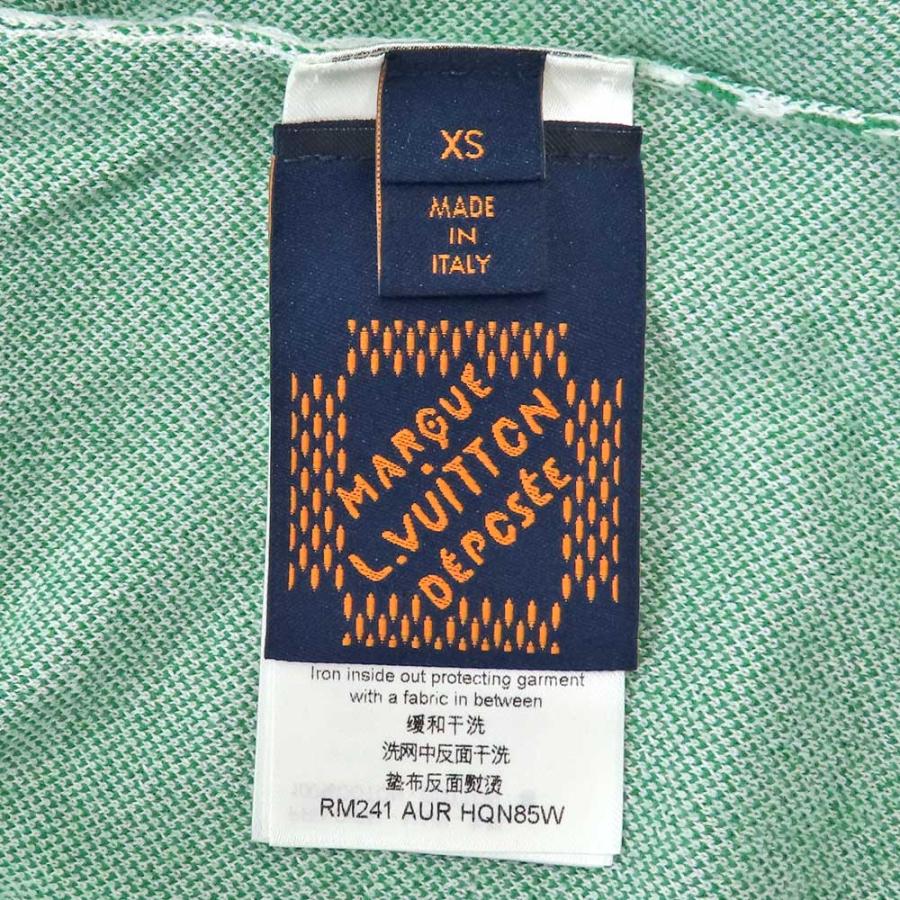 XS
MADE
IN
ITALY
MARQUE
L.VUITTON
DÉPOSÉE
Iron inside out protecting garment
with a fabric in between
缓和干洗
洗网中反面干洗
垫布反面熨烫
RM241 AUR HQN85W